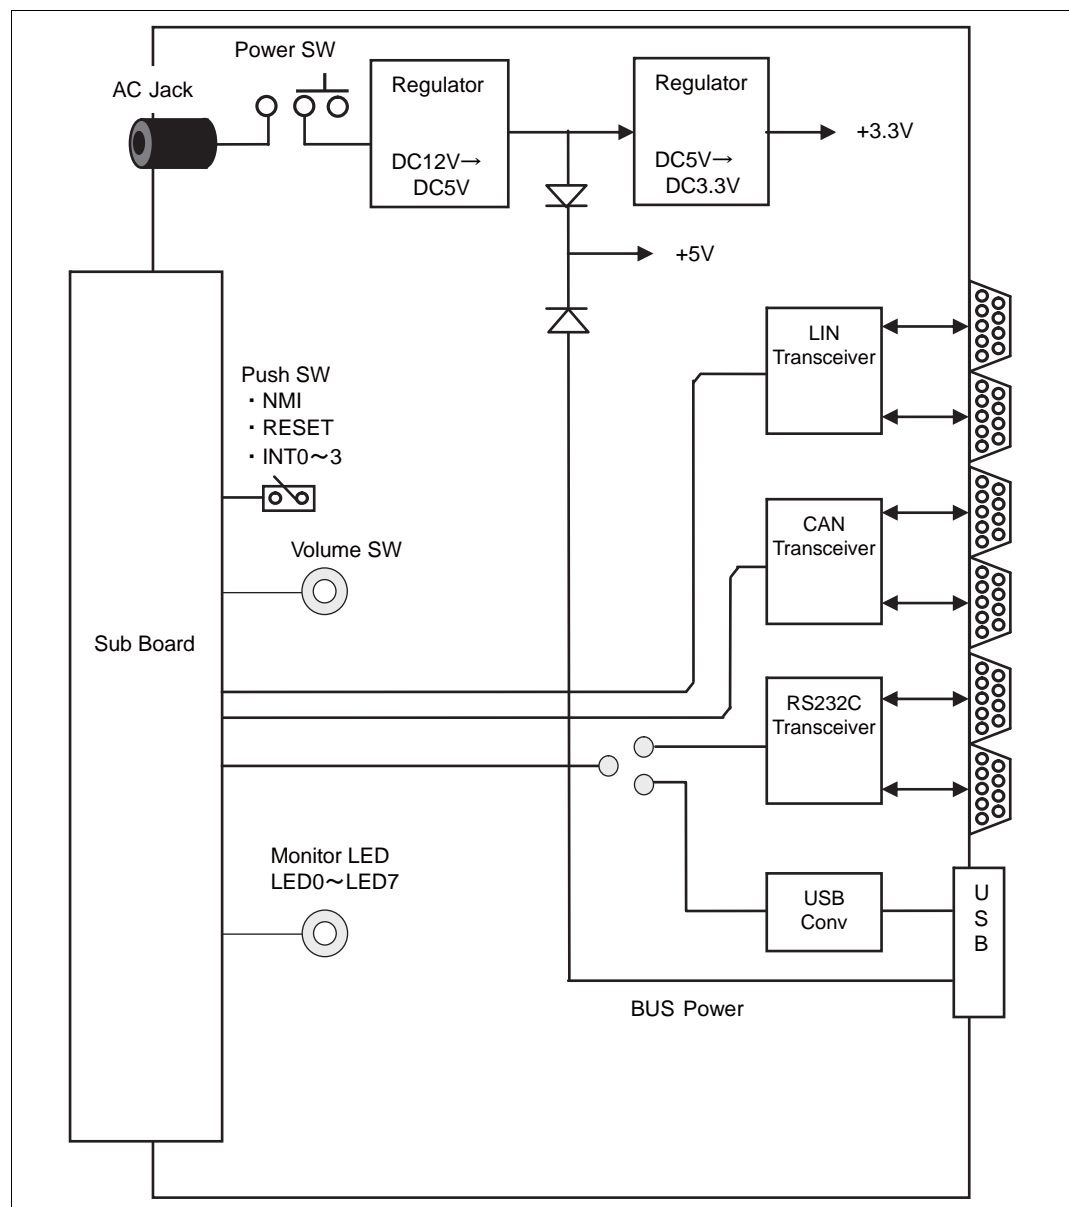 Power SW
AC Jack
Regulator
DC12V→
DC5V
Regulator
DC5V→
DC3.3V
+3.3V
+5V
LIN
Transceiver
Push SW
・NMI
・RESET
・INT0～3
CAN
Transceiver
Volume SW
Sub Board
RS232C
Transceiver
Monitor LED
LED0～LED7
USB
Conv
U
S
B
BUS Power